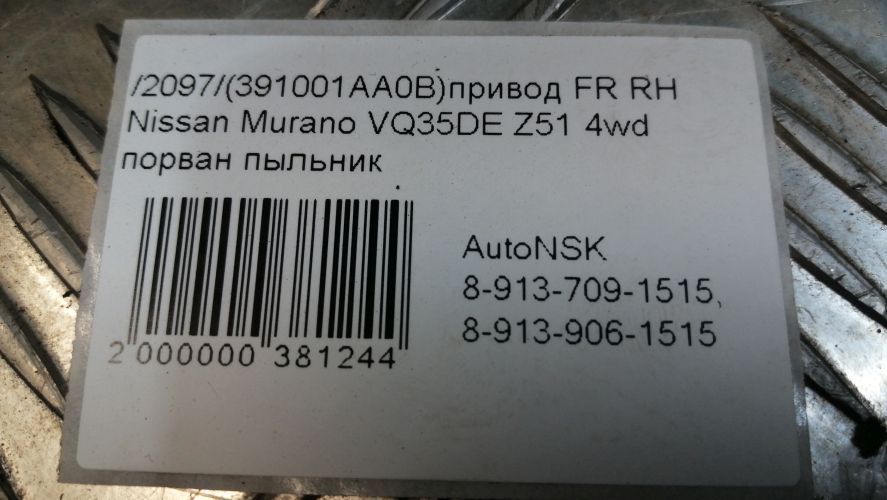 /2097/(391001AA0B)привод FR RH
Nissan Murano VQ35DE Z51 4wd
порван пыльник
AutoNSK
8-913-709-1515,
8-913-906-1515
2 000000 381244